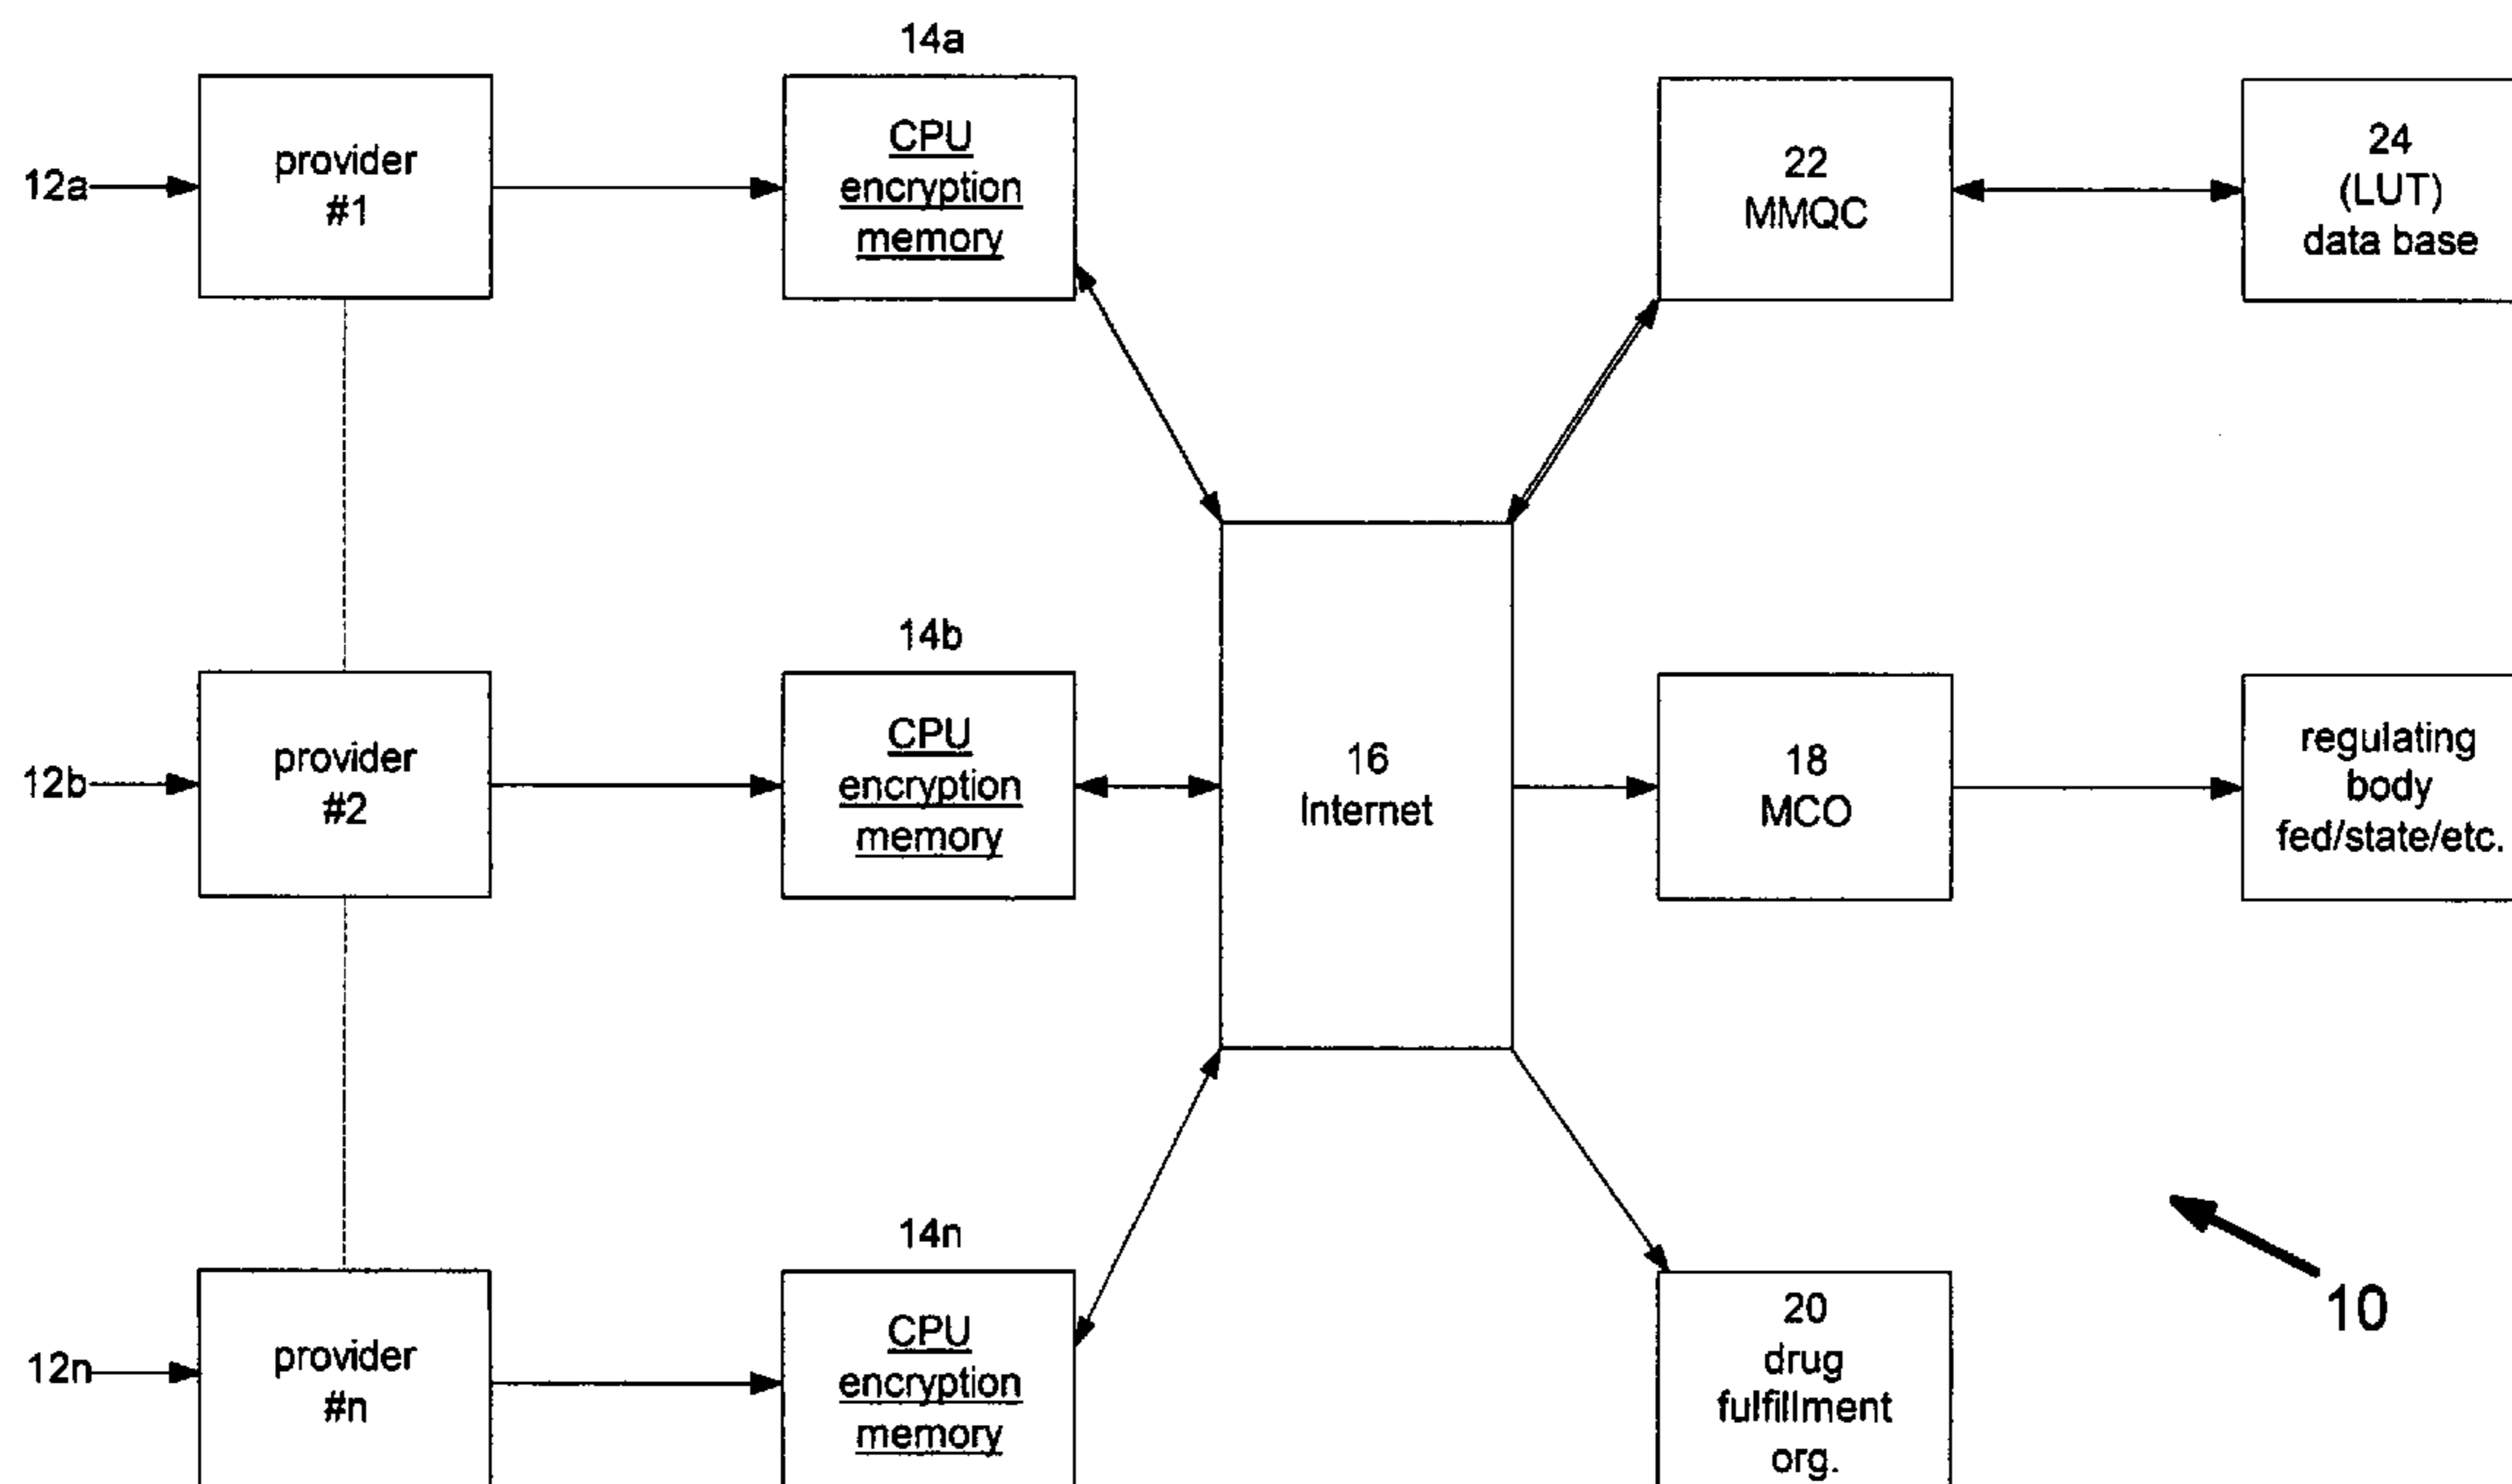 14a
12a
provider
#1
CPU
encryption
memory
22
MMQC
24
(LUT)
data base
14b
12b
provider
#2
CPU
encryption
memory
16
Internet
18
MCO
regulating
body
fed/state/etc.
14n
12n
provider
#n
CPU
encryption
memory
20
drug
fulfillment
org.
10